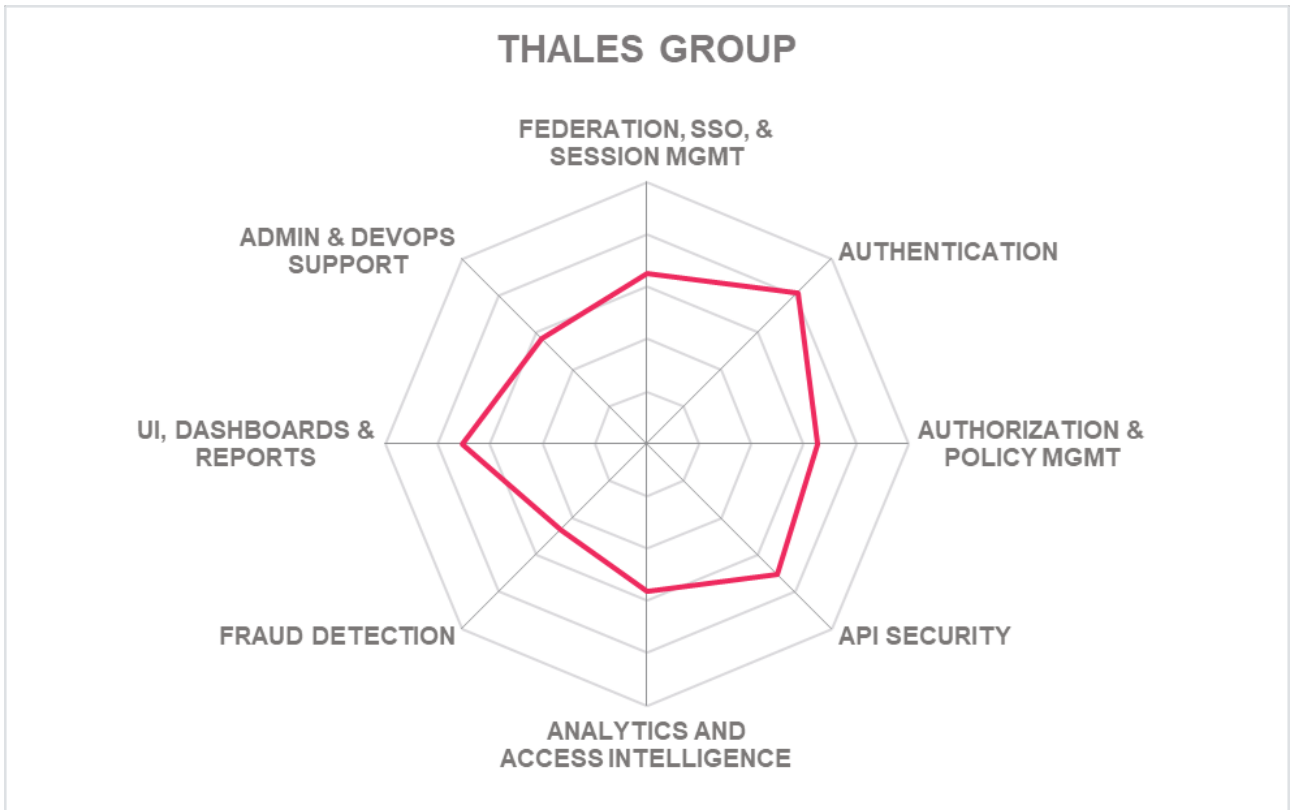 THALES GROUP
FEDERATION, SSO, &
SESSION MGMT
AUTHENTICATION
AUTHORIZATION &
POLICY MGMT
API SECURITY
ANALYTICS AND
ACCESS INTELLIGENCE
FRAUD DETECTION
UI, DASHBOARDS &
REPORTS
ADMIN & DEVOPS
SUPPORT